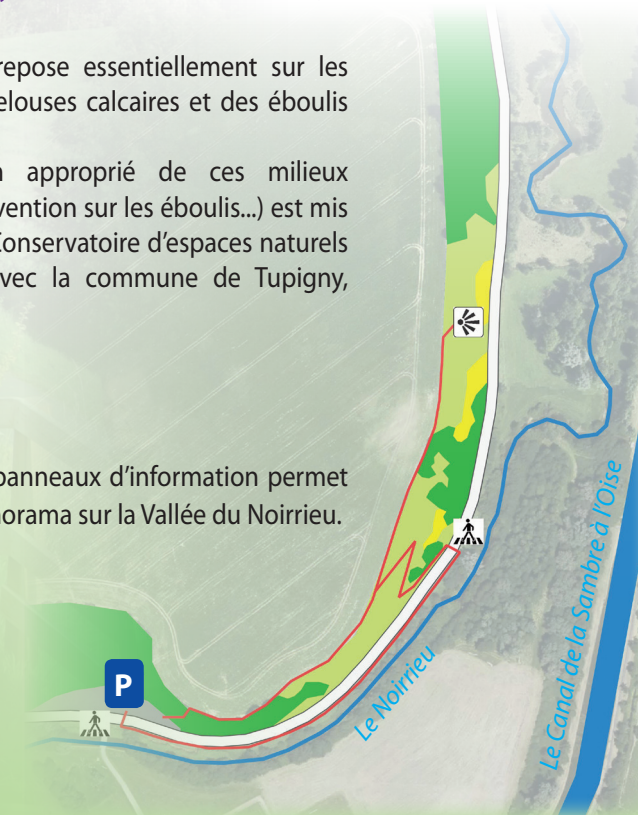 repose essentiellement sur les
elouses calcaires et des éboulis
approprié de ces milieux
vention sur les éboulis...) est mis
Conservatoire d'espaces naturels
vec la commune de Tupigny,
panneaux d'information permet
norama sur la Vallée du Noirrieu.
P
Le Noirrieu
Le Canal de la Sambre à l'Oise